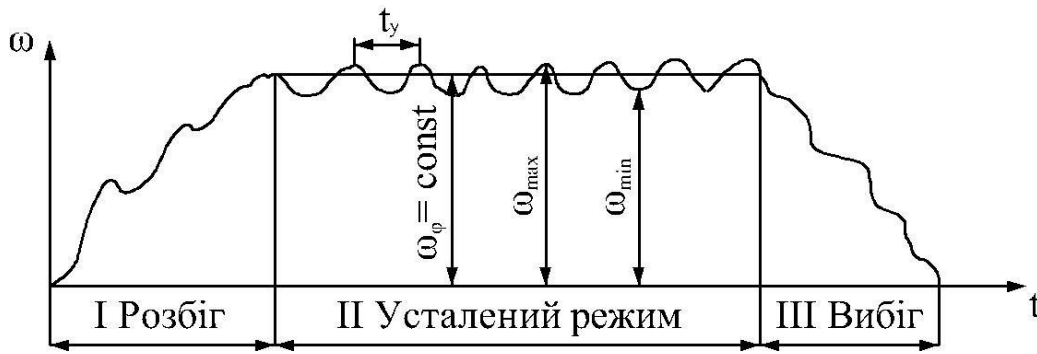 ω
tу
ωφ= const
ωmax
ωmin
t
I Розбіг
II Усталений режим
III Вибіг